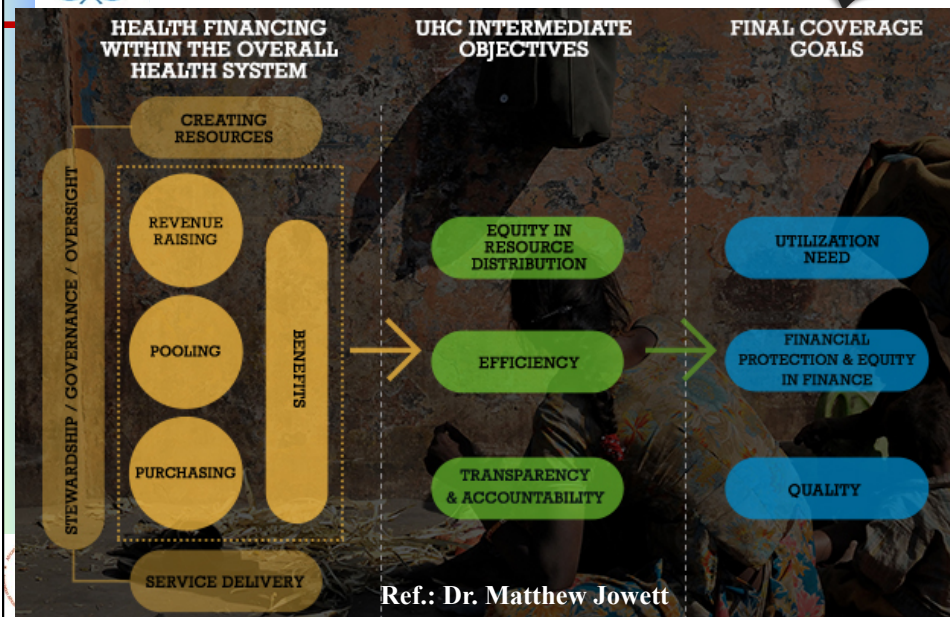 HEALTH FINANCING
WITHIN THE OVERALL
HEALTH SYSTEM
CREATING
RESOURCES
STEWARDSHIP / GOVERNANCE / OVERSIGHT
REVENUE
RAISING
POOLING
PURCHASING
BENEFITS
SERVICE DELIVERY
UHC INTERMEDIATE
OBJECTIVES
EQUITY IN
RESOURCE
DISTRIBUTION
EFFICIENCY
TRANSPARENCY
& ACCOUNTABILITY
FINAL COVERAGE
GOALS
UTILIZATION
NEED
FINANCIAL
PROTECTION & EQUITY
IN FINANCE
QUALITY
Ref.: Dr. Matthew Jowett